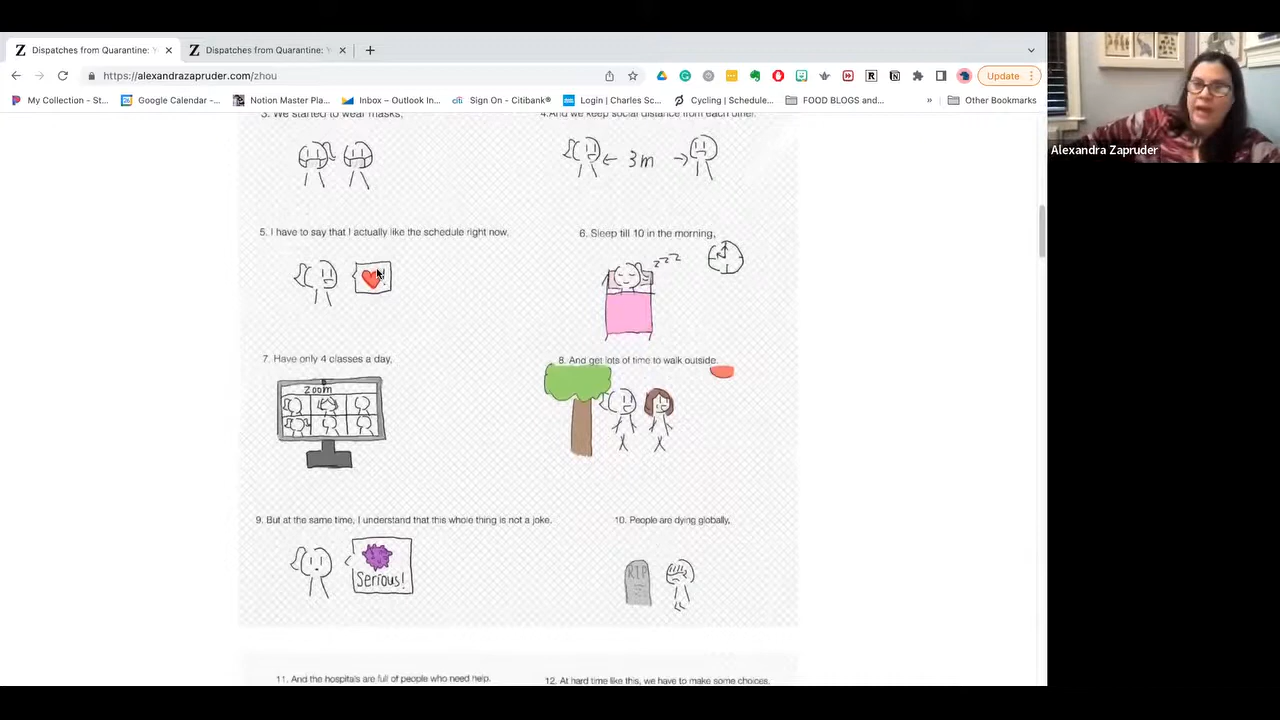 Dispatches from Quarantine: Y
Dispatches from Quarantine: Y
https://alexandrazapruder.com/zhou
Update
My Collection - St...
Google Calendar -...
Notion Master Pla...
Inbox – Outlook In...
citi Sign On - Citibank®
Login | Charles Sc...
Cycling | Schedule...
FOOD BLOGS and...
»
Other Bookmarks
Alexandra Zapruder
3. We started to wear masks,
4.And we keep social distance from each other.
3m
5. I have to say that I actually like the schedule right now.
6. Sleep till 10 in the morning,
zzz
7. Have only 4 classes a day,
8. And get lots of time to walk outside.
Zoom
9. But at the same time, I understand that this whole thing is not a joke.
10. People are dying globally,
Serious!
RIP
11. And the hospitals are full of people who need help.
12. At hard time like this, we have to make some choices.